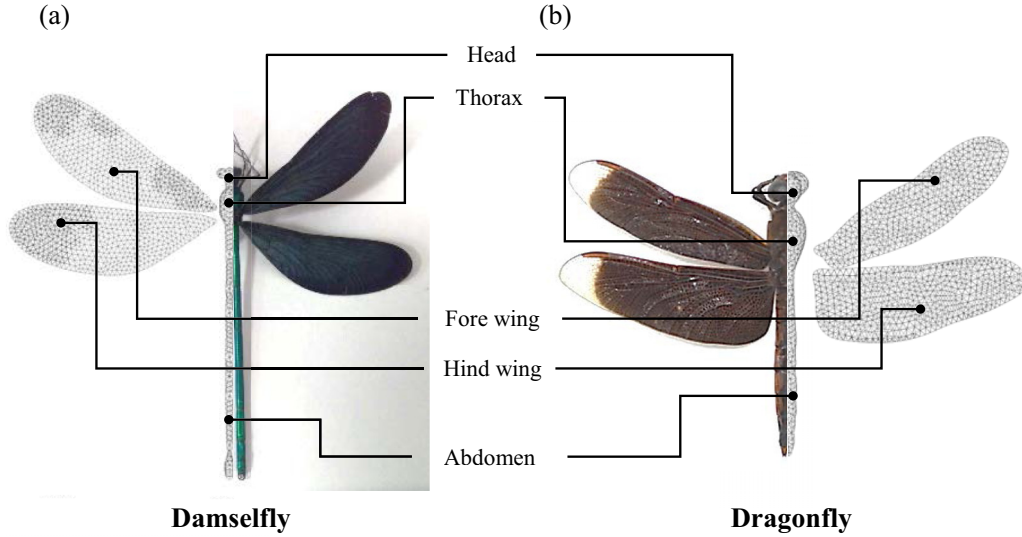 (a)
(b)
Head
Thorax
Fore wing
Hind wing
Abdomen
Damselfly
Dragonfly